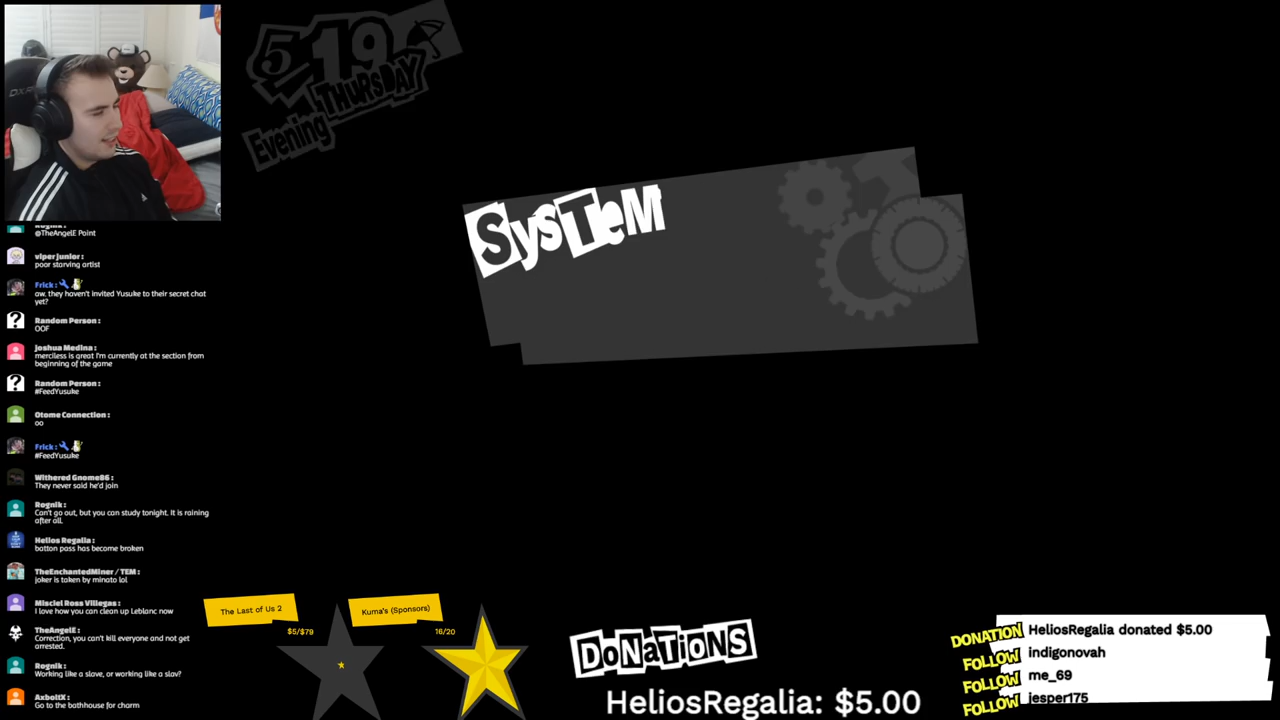 5/19
THURSDAY
Evening
SYSTeM
Rognik :
@TheAngelE Point
viper junior :
poor starving artist
Frick :
aw, they haven't invited Yusuke to their secret chat
yet?
Random Person :
OOF
Joshua Medina :
merciless is great I'm currently at the section from
beginning of the game
Random Person :
#FeedYusuke
Otome Connection :
oo
Frick :
#FeedYusuke
Withered Gnome86 :
They never said he'd join
Rognik :
Can't go out, but you can study tonight. It is raining
after all.
Helios Regalia :
batton pass has become broken
TheEnchantedMiner / TEM :
joker is taken by minato lol
Misciel Ross Villegas :
I love how you can clean up Leblanc now
TheAngelE :
Correction, you can't kill everyone and not get
arrested.
Rognik :
Working like a slave, or working like a slav?
AxboltX :
Go to the bathhouse for charm
The Last of Us 2
$5/$79
Kuma's (Sponsors)
16/20
DoNaTiONS
HeliosRegalia: $5.00
DONATION HeliosRegalia donated $5.00
FOLLOW indigonovah
FOLLOW me_69
FOLLOW jesper175